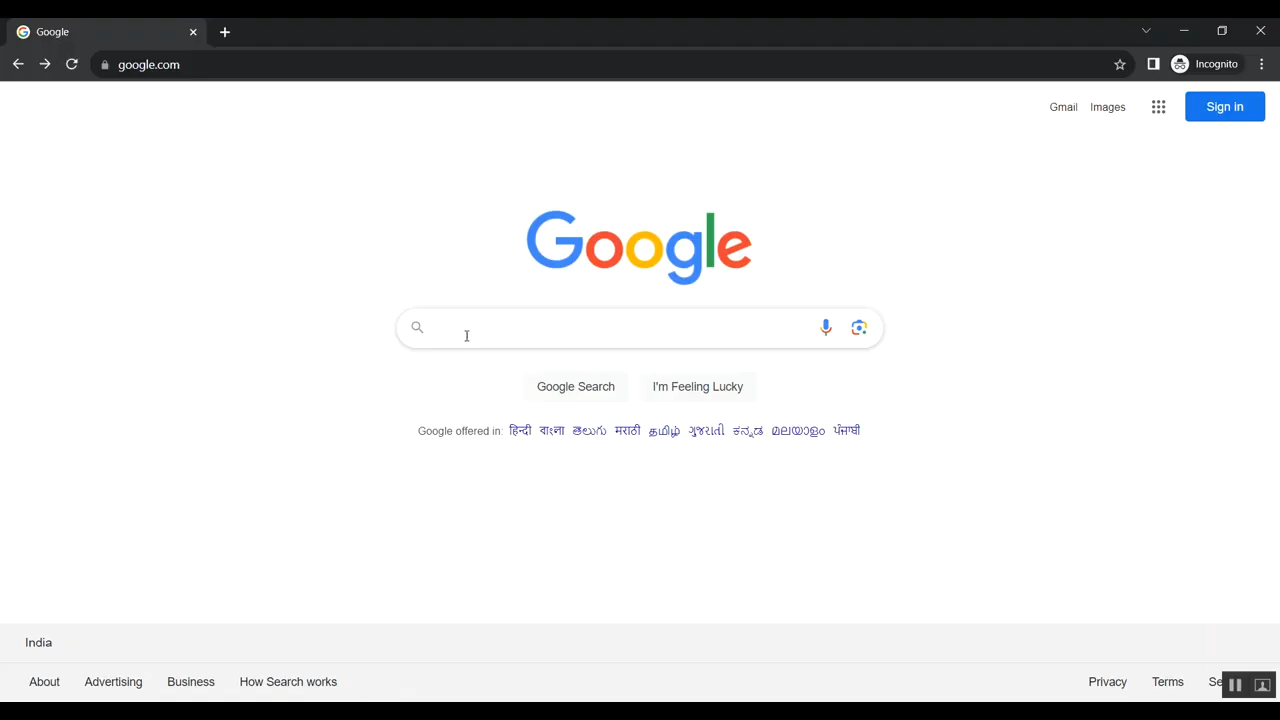 Google
google.com
Incognito
Gmail Images Sign in
Google
Google Search I'm Feeling Lucky
Google offered in: हिन्दी বাংলা తెలుగు मराठी தமிழ் ગુજરાતી ಕನ್ನಡ മലയാളം ਪੰਜਾਬੀ
India
About Advertising Business How Search works Privacy Terms